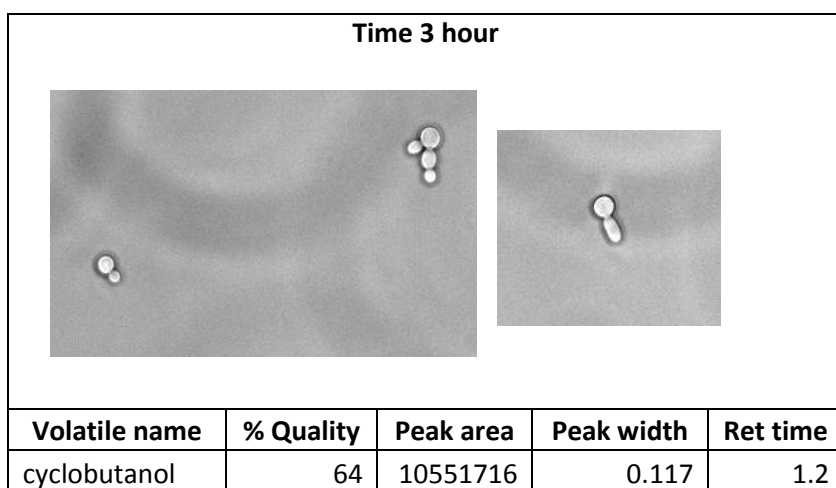 Time 3 hour
Volatile name % Quality Peak area Peak width Ret time
cyclobutanol 64 10551716 0.117 1.2